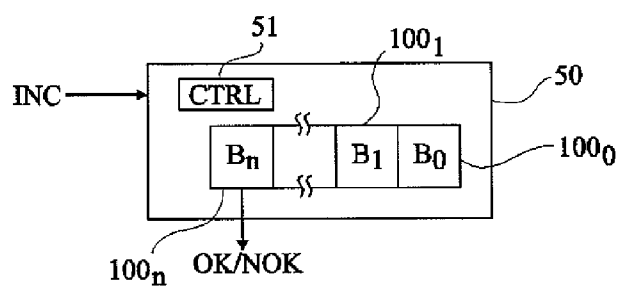 51
100₁
50
INC
CTRL
Bₙ B₁ B₀
100₀
100ₙ
OK/NOK